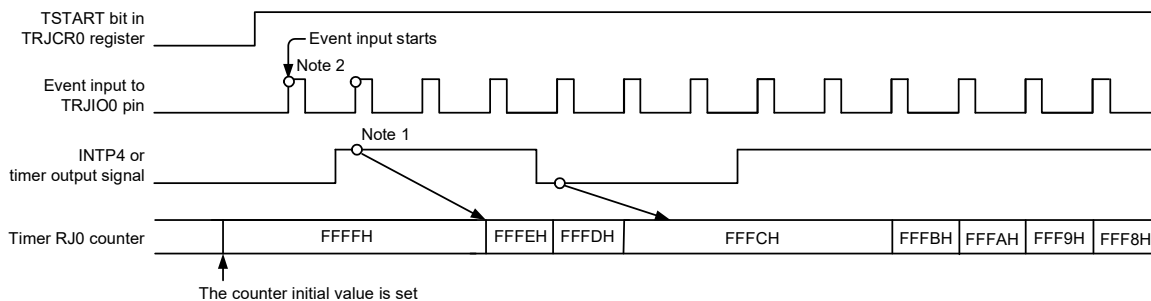 TSTART bit in
TRJCR0 register
Event input starts
Note 2
Event input to
TRJIO0 pin
Note 1
INTP4 or
timer output signal
Timer RJ0 counter
FFFFH
FFFEH
FFFDH
FFFCH
FFFBH
FFFAH
FFF9H
FFF8H
The counter initial value is set